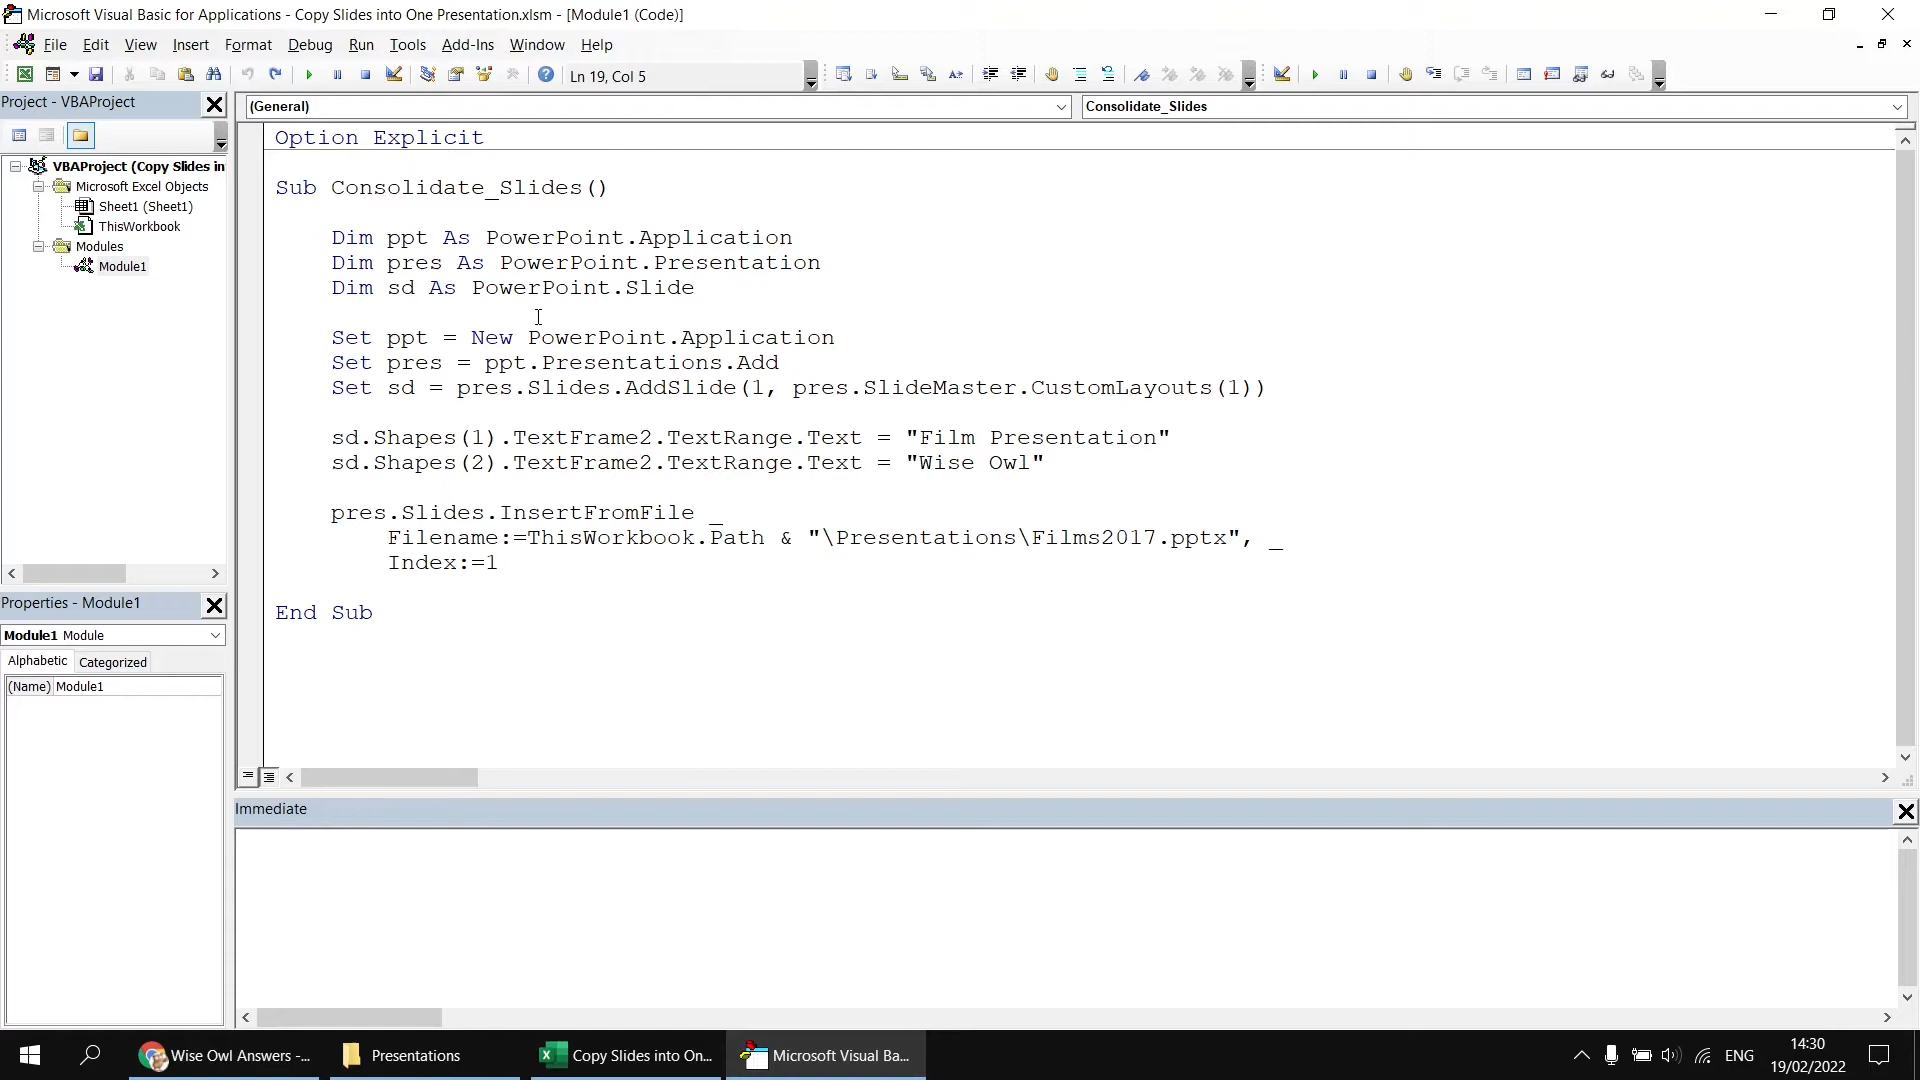 Microsoft Visual Basic for Applications - Copy Slides into One Presentation.xlsm - [Module1 (Code)]
File Edit View Insert Format Debug Run Tools Add-Ins Window Help
Ln 19, Col 5
Project - VBAProject
(General)
Consolidate_Slides
VBAProject (Copy Slides in
Microsoft Excel Objects
Sheet1 (Sheet1)
ThisWorkbook
Modules
Module1
Option Explicit
Sub Consolidate_Slides()
Dim ppt As PowerPoint.Application
Dim pres As PowerPoint.Presentation
Dim sd As PowerPoint.Slide
Set ppt = New PowerPoint.Application
Set pres = ppt.Presentations.Add
Set sd = pres.Slides.AddSlide(1, pres.SlideMaster.CustomLayouts(1))
sd.Shapes(1).TextFrame2.TextRange.Text = "Film Presentation"
sd.Shapes(2).TextFrame2.TextRange.Text = "Wise Owl"
pres.Slides.InsertFromFile _
Filename:=ThisWorkbook.Path & "\Presentations\Films2017.pptx", _
Index:=1
End Sub
Properties - Module1
Module1 Module
Alphabetic Categorized
(Name) Module1
Immediate
Wise Owl Answers -...
Presentations
Copy Slides into On...
Microsoft Visual Ba...
ENG
14:30
19/02/2022